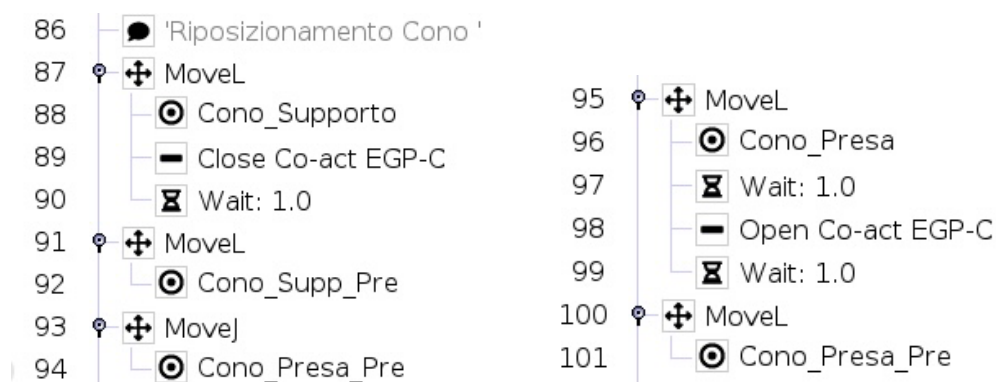 86 'Riposizionamento Cono '
87 MoveL
88 Cono_Supporto
89 Close Co-act EGP-C
90 Wait: 1.0
91 MoveL
92 Cono_Supp_Pre
93 MoveJ
94 Cono_Presa_Pre
95 MoveL
96 Cono_Presa
97 Wait: 1.0
98 Open Co-act EGP-C
99 Wait: 1.0
100 MoveL
101 Cono_Presa_Pre